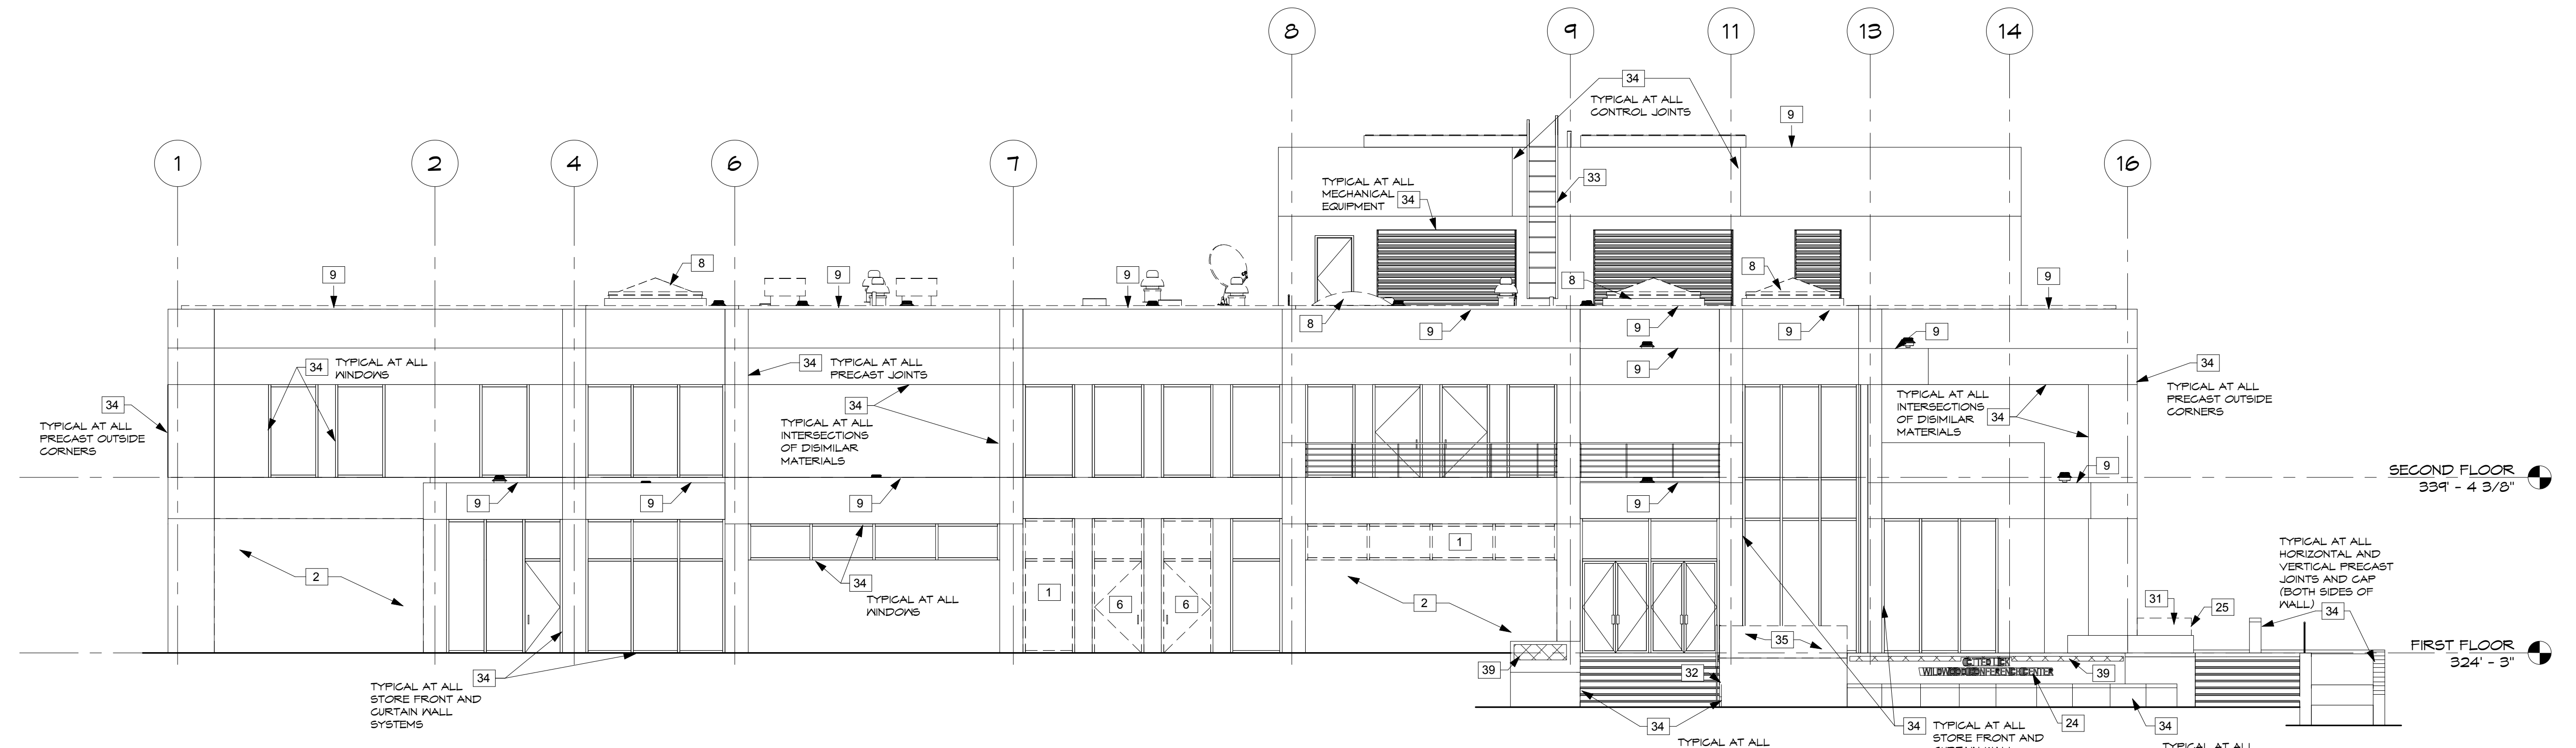 8
9
11
13
14
34
TYPICAL AT ALL
CONTROL JOINTS
9
1
2
4
6
7
16
TYPICAL AT ALL
MECHANICAL
EQUIPMENT
34
33
9
8
9
9
8
8
9
8
9
9
9
9
9
34
TYPICAL AT ALL
WINDOWS
34
TYPICAL AT ALL
PRECAST JOINTS
34
TYPICAL AT ALL
PRECAST OUTSIDE
CORNERS
34
TYPICAL AT ALL
PRECAST OUTSIDE
CORNERS
34
TYPICAL AT ALL
INTERSECTIONS
OF DISIMILAR
MATERIALS
TYPICAL AT ALL
INTERSECTIONS
OF DISIMILAR
MATERIALS
34
9
SECOND FLOOR
339' - 4 3/8"
9
9
9
9
1
TYPICAL AT ALL
HORIZONTAL AND
VERTICAL PRECAST
JOINTS AND CAP
(BOTH SIDES OF
WALL)
34
2
34
TYPICAL AT ALL
WINDOWS
1
6
6
2
31
25
35
FIRST FLOOR
324' - 3"
39
32
39
34
TYPICAL AT ALL
STORE FRONT AND
CURTAIN WALL
SYSTEMS
34
TYPICAL AT ALL
34
TYPICAL AT ALL
STORE FRONT AND
24
34
TYPICAL AT ALL